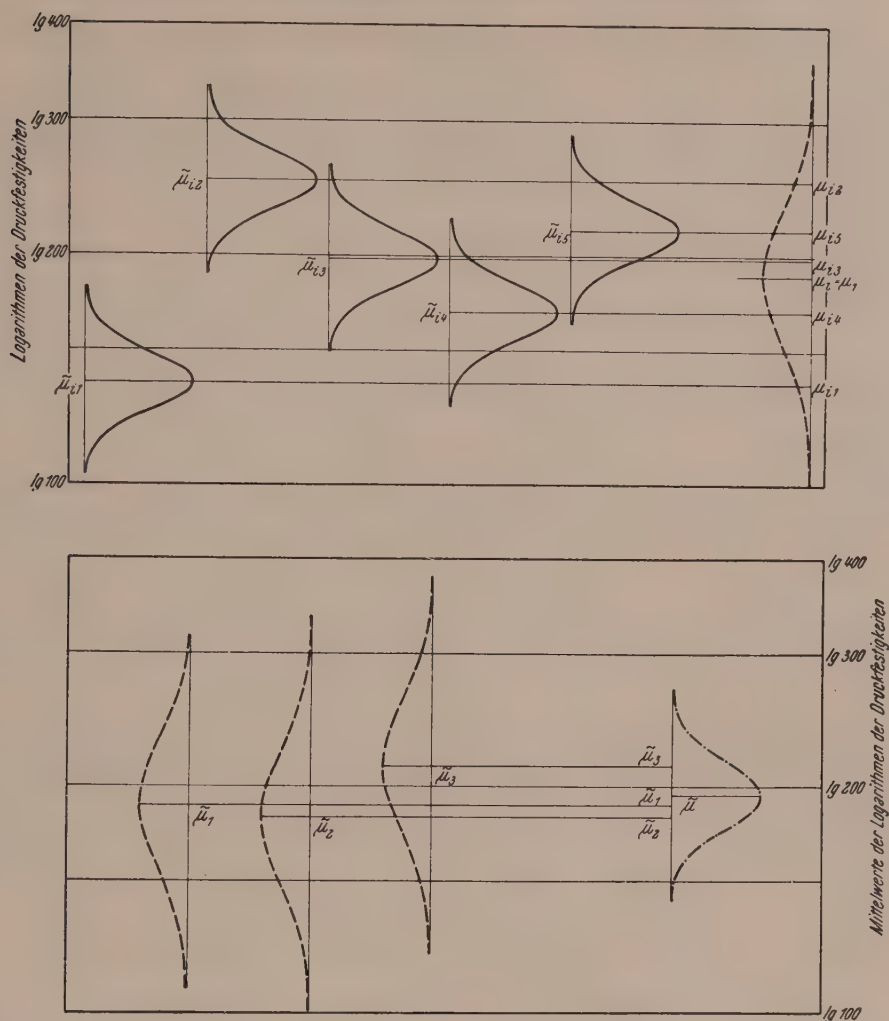 lg 400
lg 300
lg 200
lg 100
Logarithmen der Druckfestigkeiten
μ̃i1
μ̃i2
μ̃i3
μ̃i4
μ̃i5
μi2
μi5
μi3
μi=μ1
μi4
μi1
lg 400
lg 300
lg 200
lg 100
Mittelwerte der Logarithmen der Druckfestigkeiten
μ̃1
μ̃2
μ̃3
μ̃3
μ̃1
μ̃2
μ̃